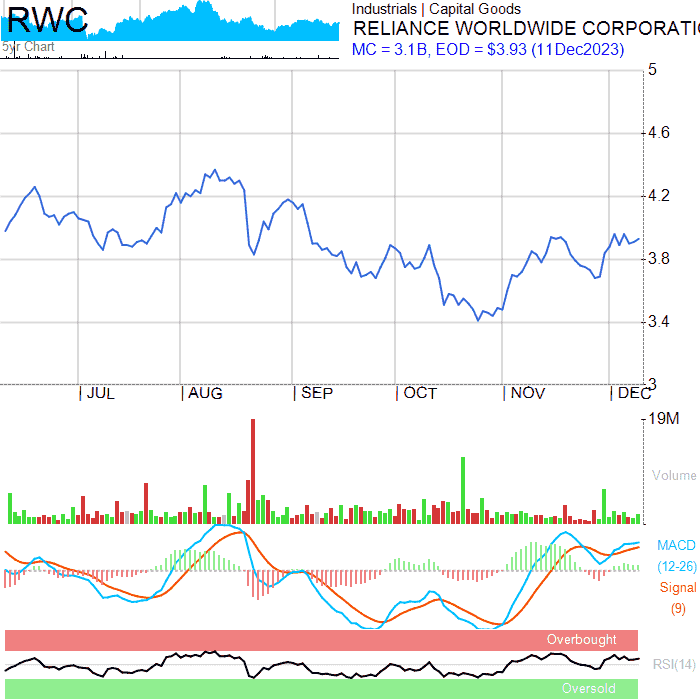 RWC
5yr Chart
Industrials | Capital Goods
RELIANCE WORLDWIDE CORPORATI
MC = 3.1B, EOD = $3.93 (11Dec2023)
5
4.6
4.2
3.8
3.4
3
JUL
AUG
SEP
OCT
NOV
DEC
19M
Volume
MACD
(12-26)
Signal
(9)
Overbought
RSI(14)
Oversold